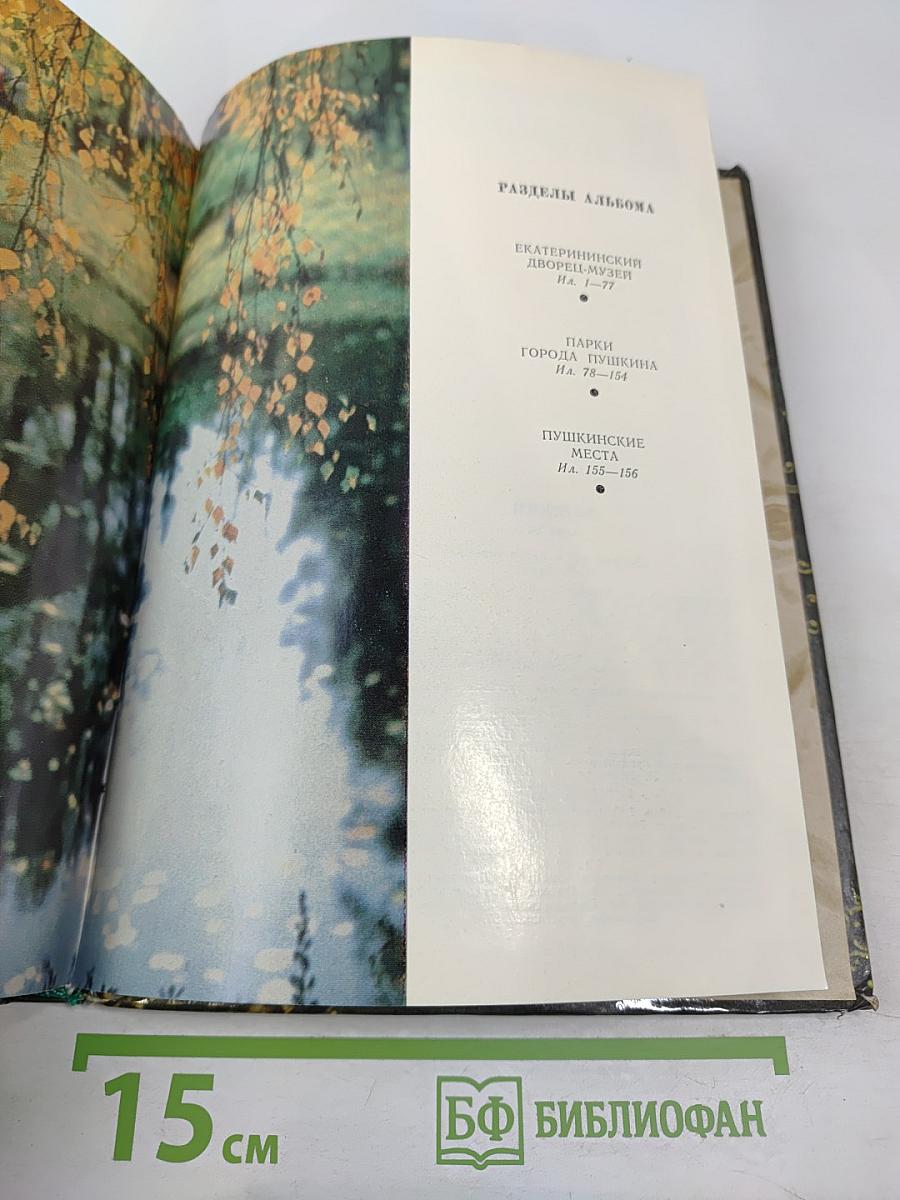 РАЗДЕЛЫ АЛЬБОМА
ЕКАТЕРИНИНСКИЙ
ДВОРЕЦ-МУЗЕЙ
Ил. 1—77
ПАРКИ
ГОРОДА ПУШКИНА
Ил. 78—154
ПУШКИНСКИЕ
МЕСТА
Ил. 155—156
15 см
БФ БИБЛИОФАН